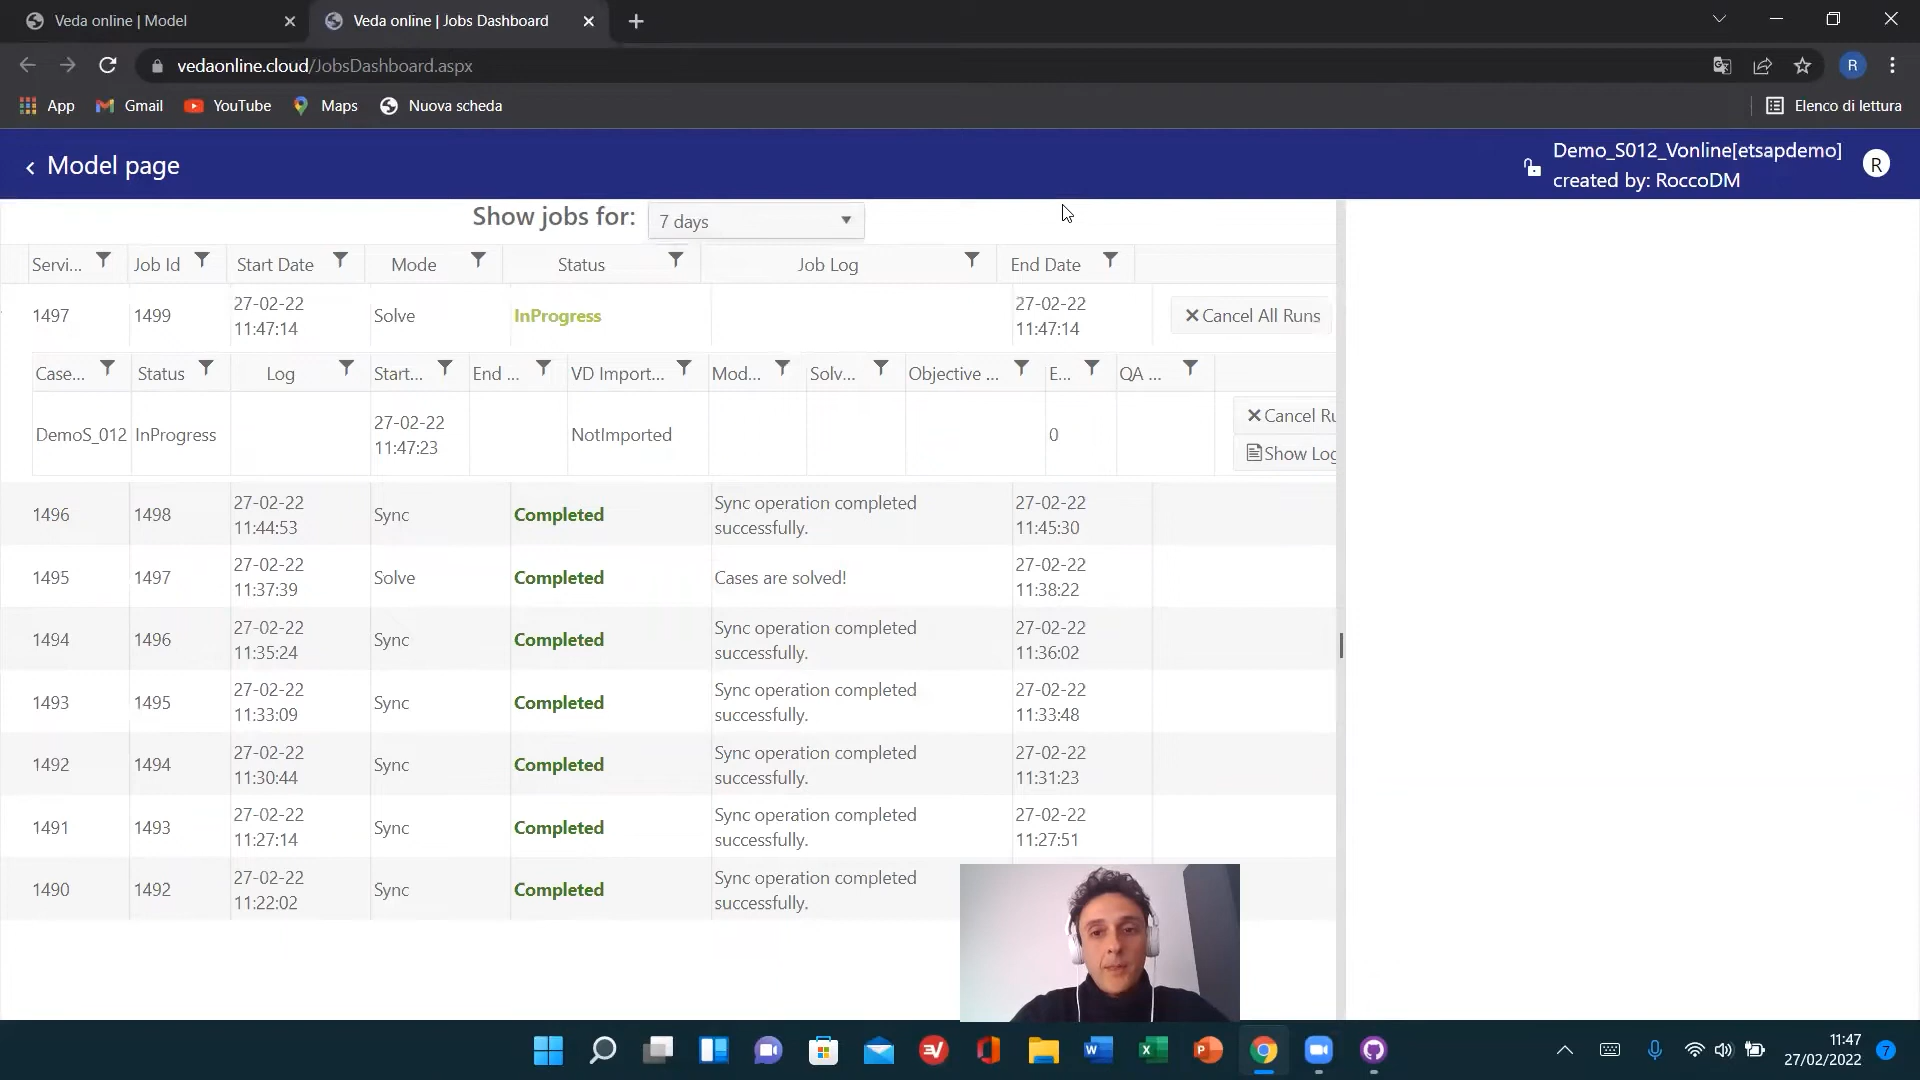 Veda online | Model
Veda online | Jobs Dashboard
vedaonline.cloud/JobsDashboard.aspx
R
App
Gmail
YouTube
Maps
Nuova scheda
Elenco di lettura
Model page
Demo_S012_Vonline[etsapdemo]
created by: RoccoDM
R
Show jobs for: 7 days
Servi... Job Id Start Date Mode Status Job Log End Date
1497 1499 27-02-22 11:47:14 Solve InProgress 27-02-22 11:47:14 Cancel All Runs
Case... Status Log Start... End ... VD Import... Mod... Solv... Objective ... E... QA ...
DemoS_012 InProgress 27-02-22 11:47:23 NotImported 0 Cancel Ru
Show Log
1496 1498 27-02-22 11:44:53 Sync Completed Sync operation completed successfully. 27-02-22 11:45:30
1495 1497 27-02-22 11:37:39 Solve Completed Cases are solved! 27-02-22 11:38:22
1494 1496 27-02-22 11:35:24 Sync Completed Sync operation completed successfully. 27-02-22 11:36:02
1493 1495 27-02-22 11:33:09 Sync Completed Sync operation completed successfully. 27-02-22 11:33:48
1492 1494 27-02-22 11:30:44 Sync Completed Sync operation completed successfully. 27-02-22 11:31:23
1491 1493 27-02-22 11:27:14 Sync Completed Sync operation completed successfully. 27-02-22 11:27:51
1490 1492 27-02-22 11:22:02 Sync Completed Sync operation completed successfully.
11:47
27/02/2022
7